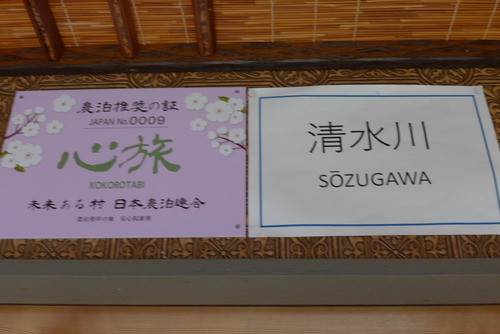 農泊推奨の証
JAPAN No.0009
心旅
KOKOROTABI
未来ある村 日本農泊連合
清水川
SŌZUGAWA